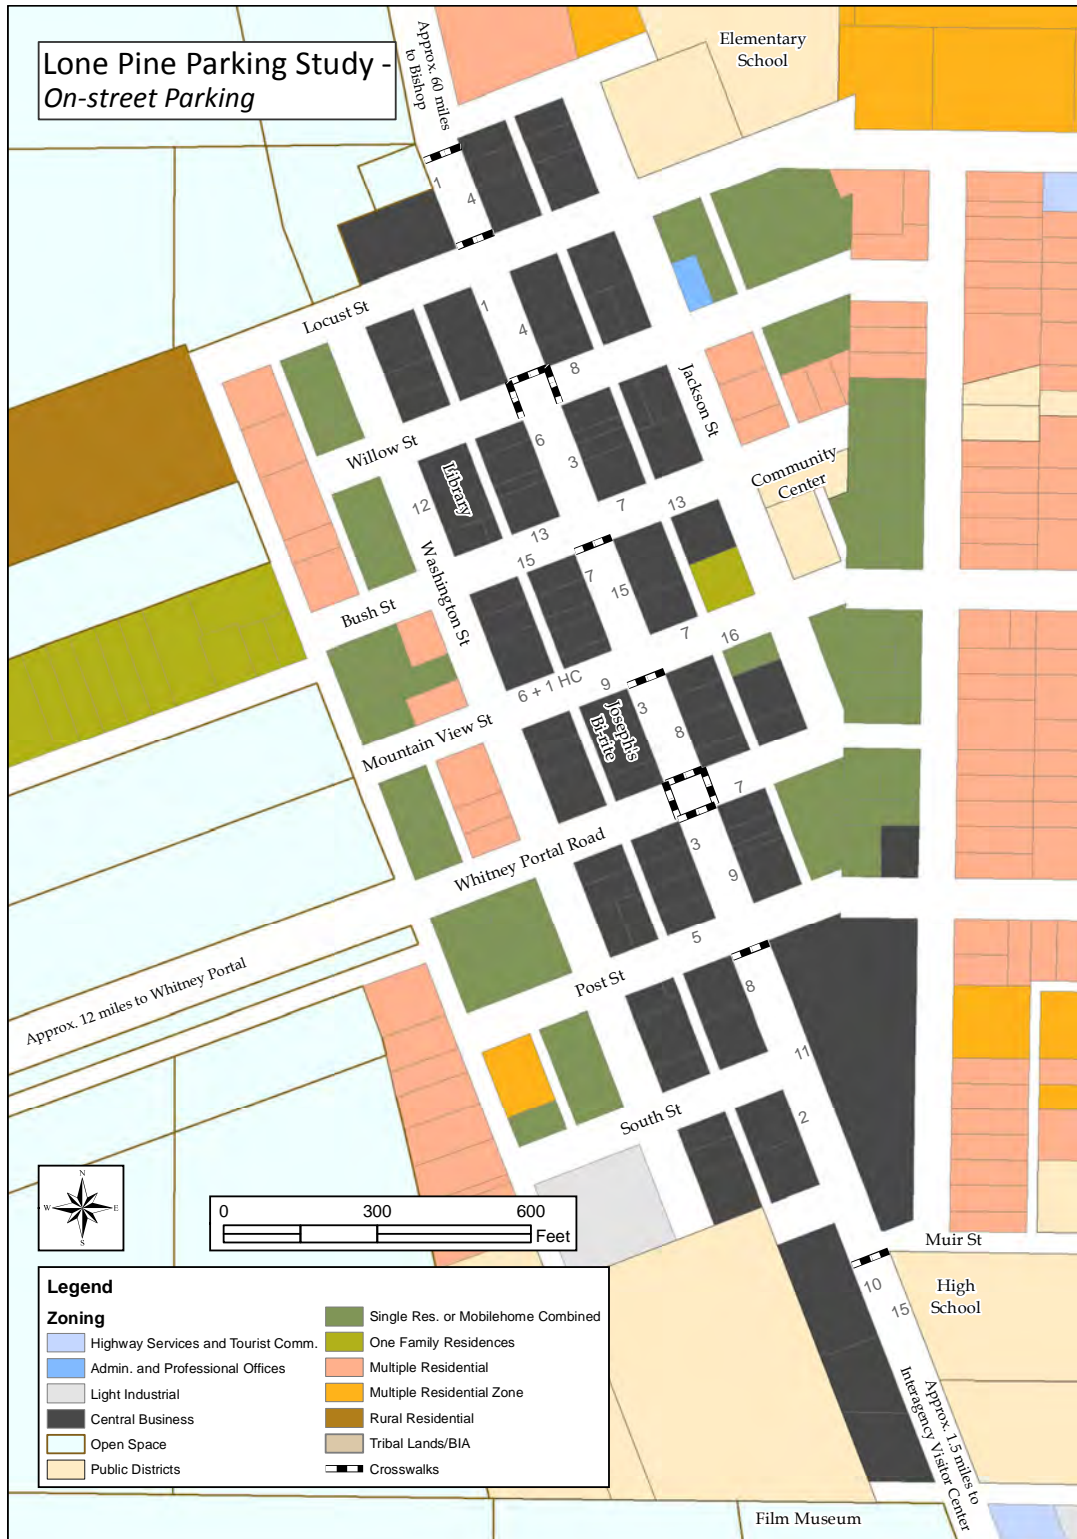 Lone Pine Parking Study -
On-street Parking
Approx. 60 miles
to Bishop
Elementary
School
1
4
Locust St
1
4
8
Jackson St
Willow St
6
3
Library
12
Community
Center
7
13
13
15
Washington St
7
15
Bush St
7
16
6 + 1 HC
9
3
Joseph's
Bi-rite
8
Mountain View St
7
Whitney Portal Road
3
9
5
Approx. 12 miles to Whitney Portal
Post St
8
11
South St
2
N
W
E
S
0
300
600
Feet
Muir St
10
15
High
School
Approx. 1.5 miles to
Interagency Visitor Center
Film Museum
Legend
Zoning
Highway Services and Tourist Comm.
Admin. and Professional Offices
Light Industrial
Central Business
Open Space
Public Districts
Single Res. or Mobilehome Combined
One Family Residences
Multiple Residential
Multiple Residential Zone
Rural Residential
Tribal Lands/BIA
Crosswalks